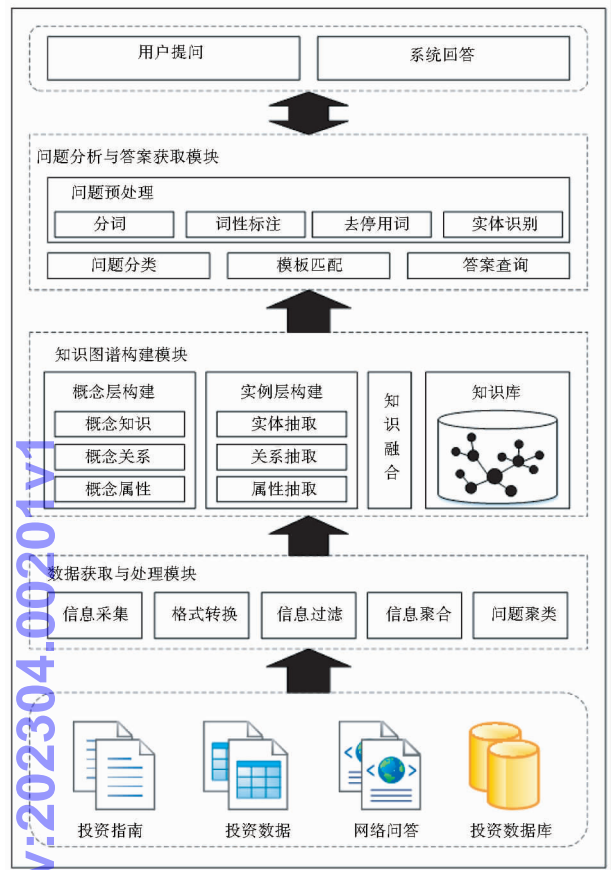 用户提问
系统回答
问题分析与答案获取模块
问题预处理
分词
词性标注
去停用词
实体识别
问题分类
模板匹配
答案查询
知识图谱构建模块
概念层构建
概念知识
概念关系
概念属性
实例层构建
实体抽取
关系抽取
属性抽取
知识融合
知识库
数据获取与处理模块
信息采集
格式转换
信息过滤
信息聚合
问题聚类
投资指南
投资数据
网络问答
投资数据库
v:202304.00201v1